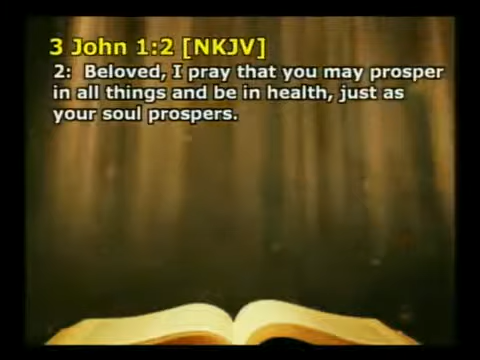 3 John 1:2 [NKJV]
2: Beloved, I pray that you may prosper
in all things and be in health, just as
your soul prospers.